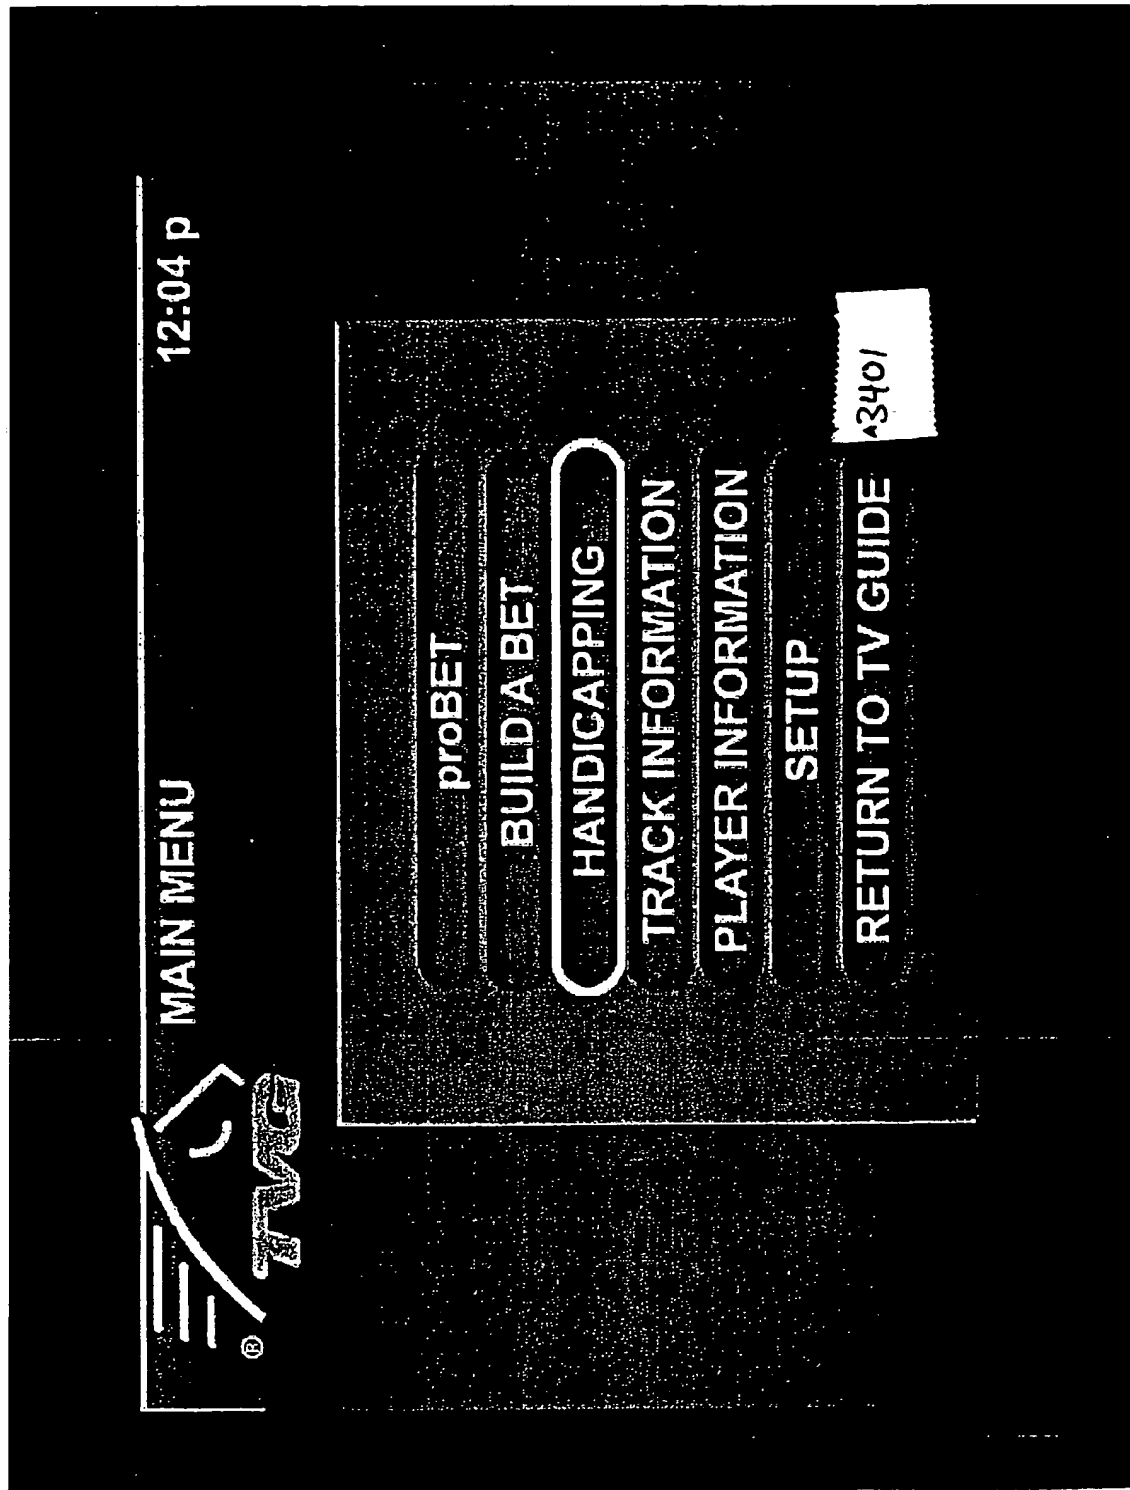 MAIN MENU 12:04 p
TVG
®
proBET
BUILD A BET
HANDICAPPING
TRACK INFORMATION
PLAYER INFORMATION
SETUP
RETURN TO TV GUIDE
3401